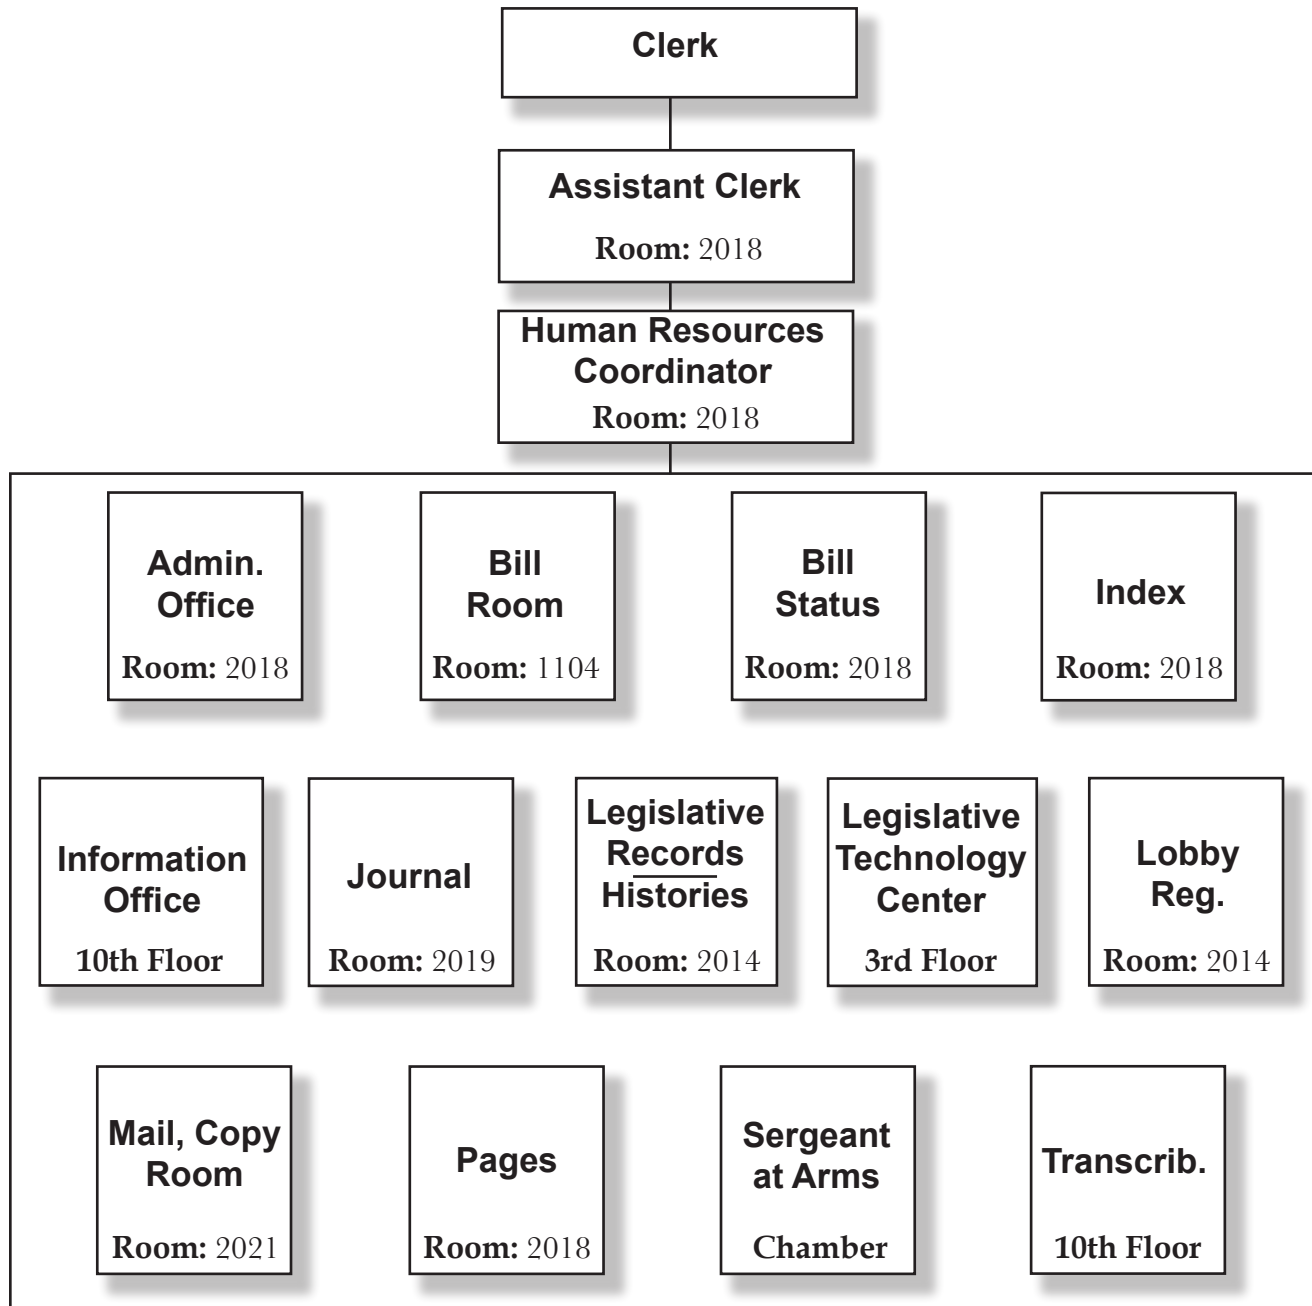 Clerk
Assistant Clerk
Room: 2018
Human Resources
Coordinator
Room: 2018
Admin.
Office
Room: 2018
Bill
Room
Room: 1104
Bill
Status
Room: 2018
Index
Room: 2018
Information
Office
10th Floor
Journal
Room: 2019
Legislative
Records
Histories
Room: 2014
Legislative
Technology
Center
3rd Floor
Lobby
Reg.
Room: 2014
Mail, Copy
Room
Room: 2021
Pages
Room: 2018
Sergeant
at Arms
Chamber
Transcrib.
10th Floor